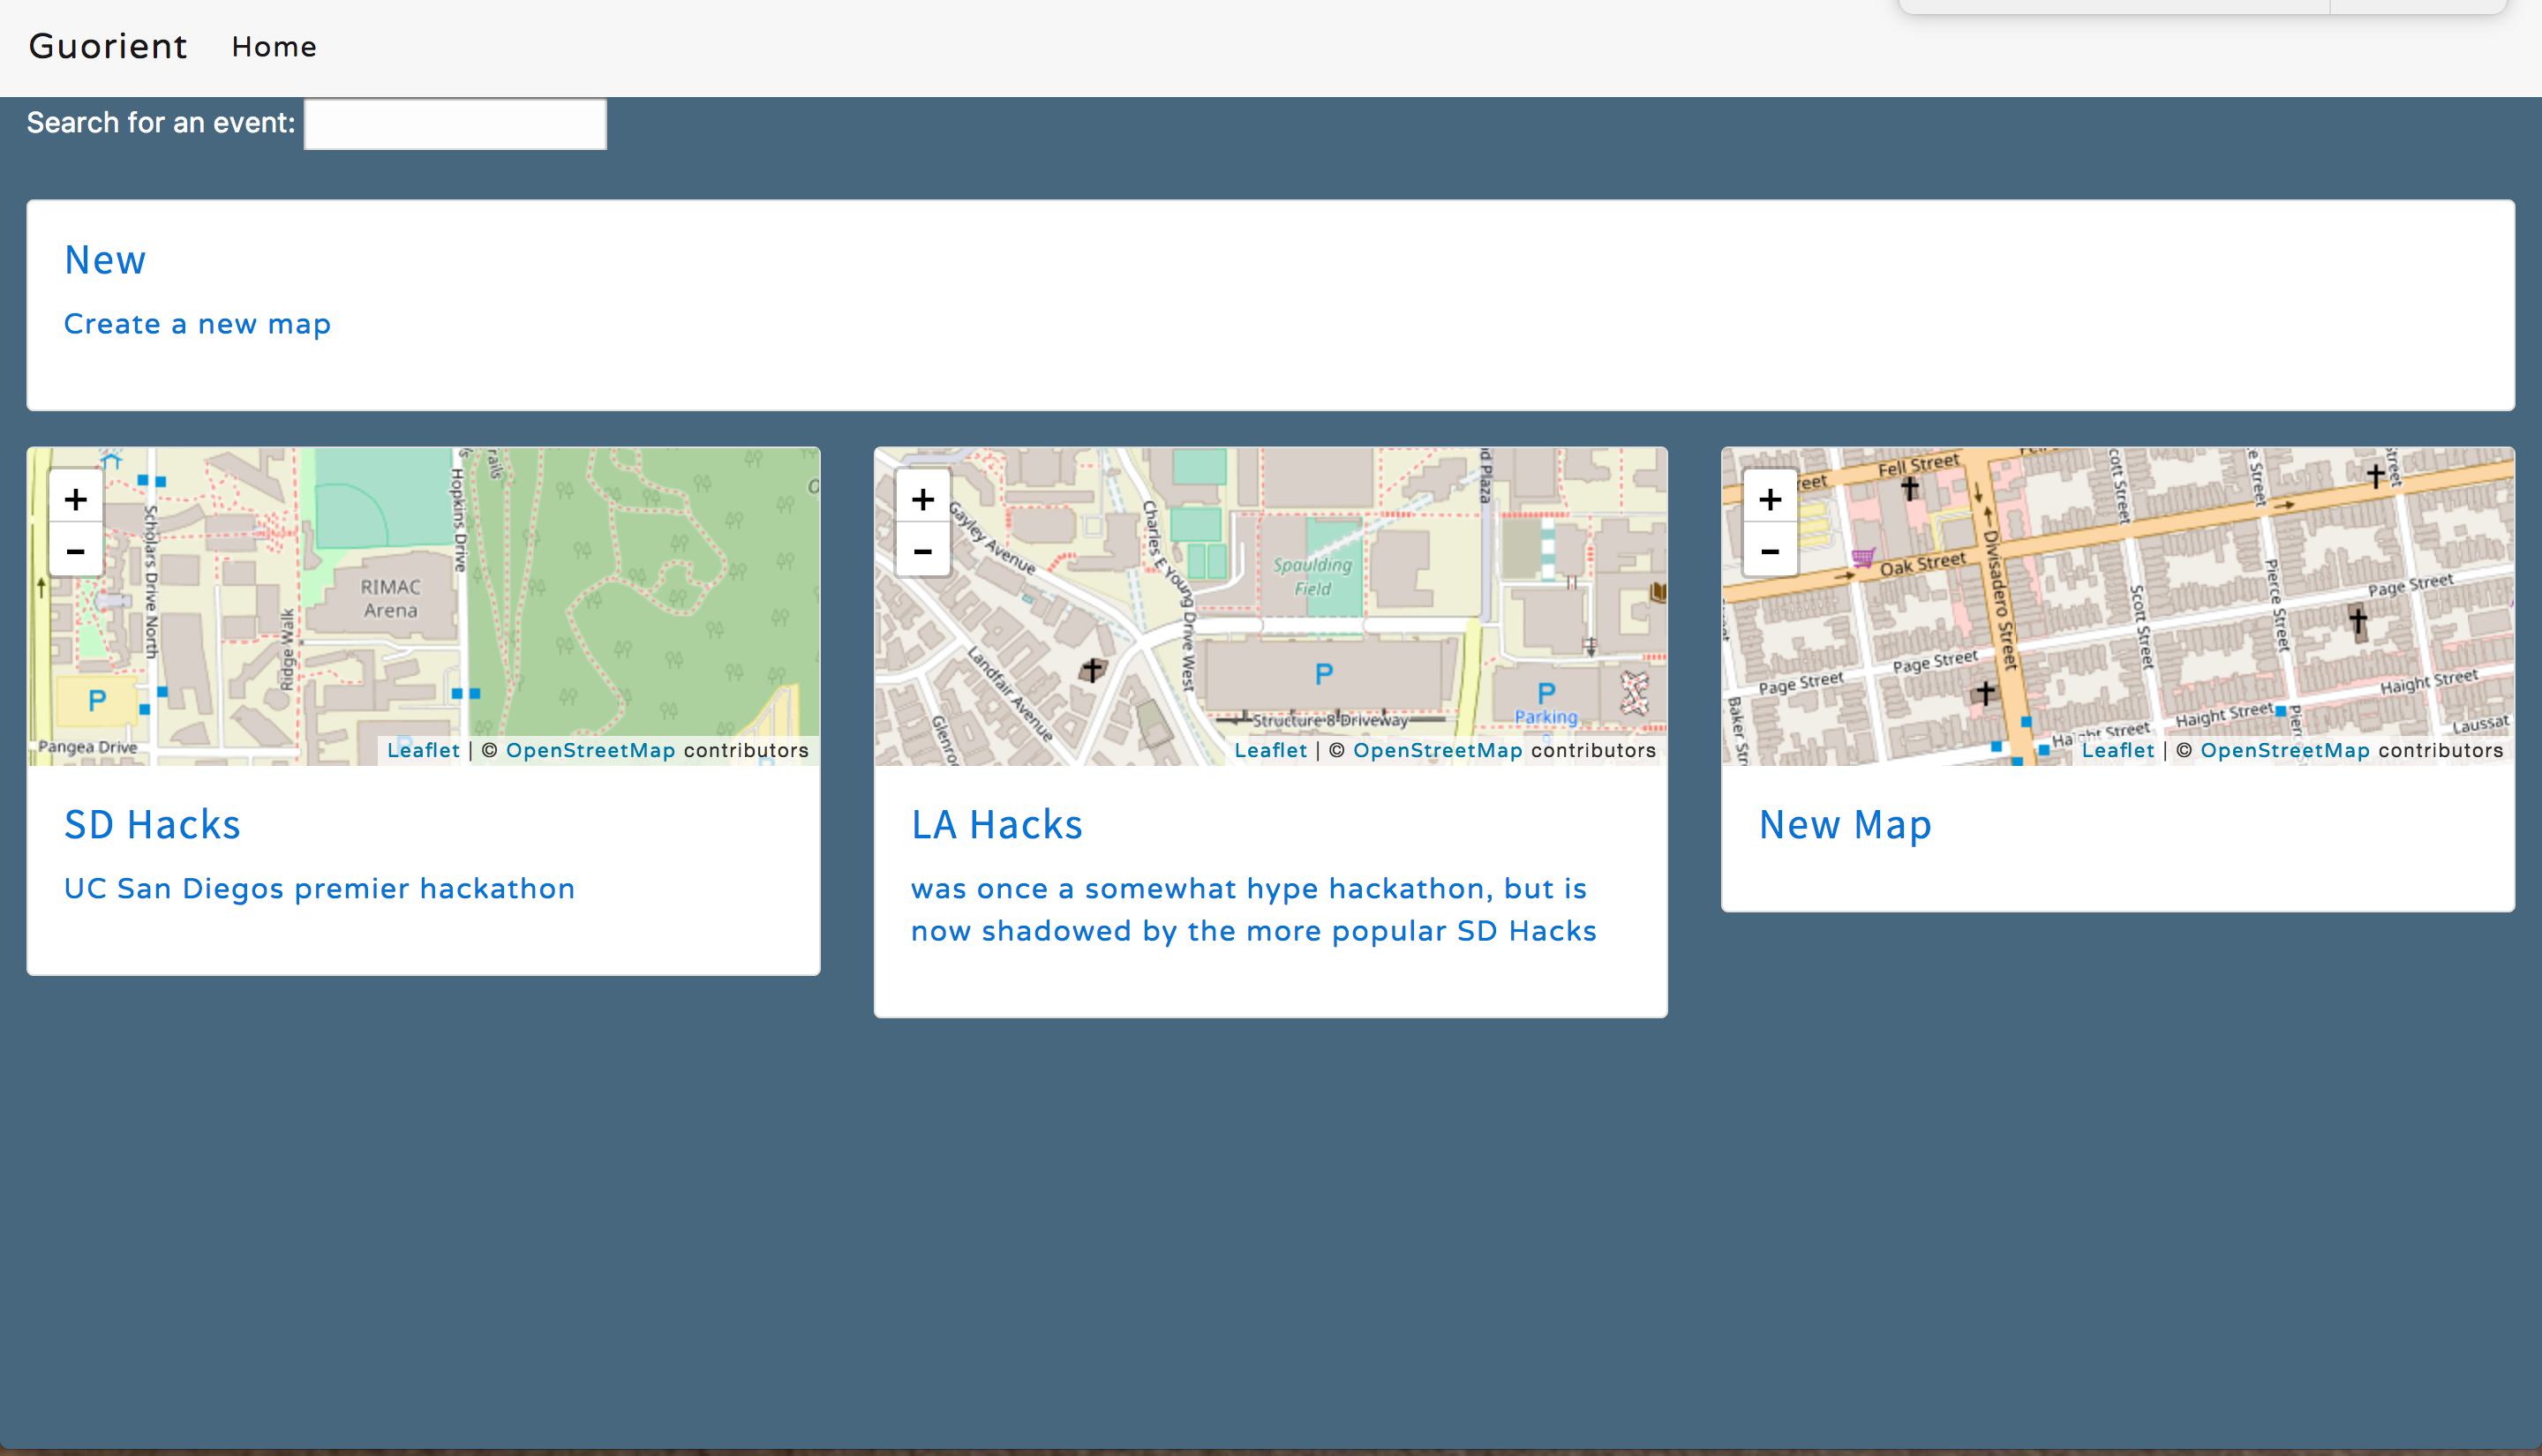 Guorient Home
Search for an event:
New
Create a new map
+
−
Scholars Drive North
Ridge Walk
Hopkins Drive
RIMAC
Arena
P
Pangea Drive
Leaflet | © OpenStreetMap contributors
SD Hacks
UC San Diegos premier hackathon
+
−
Gayley Avenue
Charles E Young Drive West
Landfair Avenue
Spaulding
Field
P
P
Parking
Structure 8 Driveway
Plaza
Leaflet | © OpenStreetMap contributors
LA Hacks
was once a somewhat hype hackathon, but is
now shadowed by the more popular SD Hacks
+
−
Fell Street
Oak Street
Divisadero Street
Scott Street
Pierce Street
Page Street
Page Street
Page Street
Haight Street
Haight Street
Haight Street
Laussat
Leaflet | © OpenStreetMap contributors
New Map